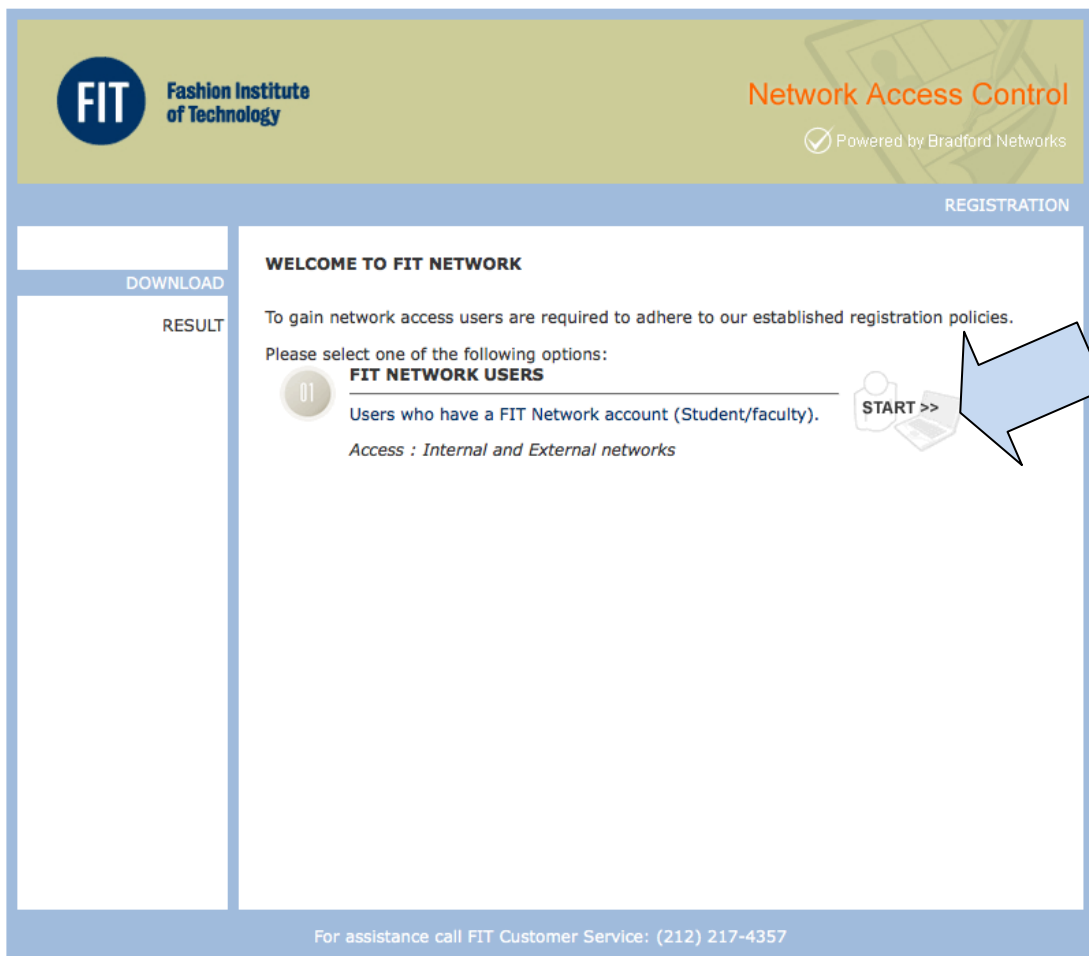 FIT
Fashion Institute
of Technology
Network Access Control
Powered by Bradford Networks
REGISTRATION
DOWNLOAD
RESULT
WELCOME TO FIT NETWORK
To gain network access users are required to adhere to our established registration policies.
Please select one of the following options:
01
FIT NETWORK USERS
Users who have a FIT Network account (Student/faculty).
START >>
Access : Internal and External networks
For assistance call FIT Customer Service: (212) 217-4357